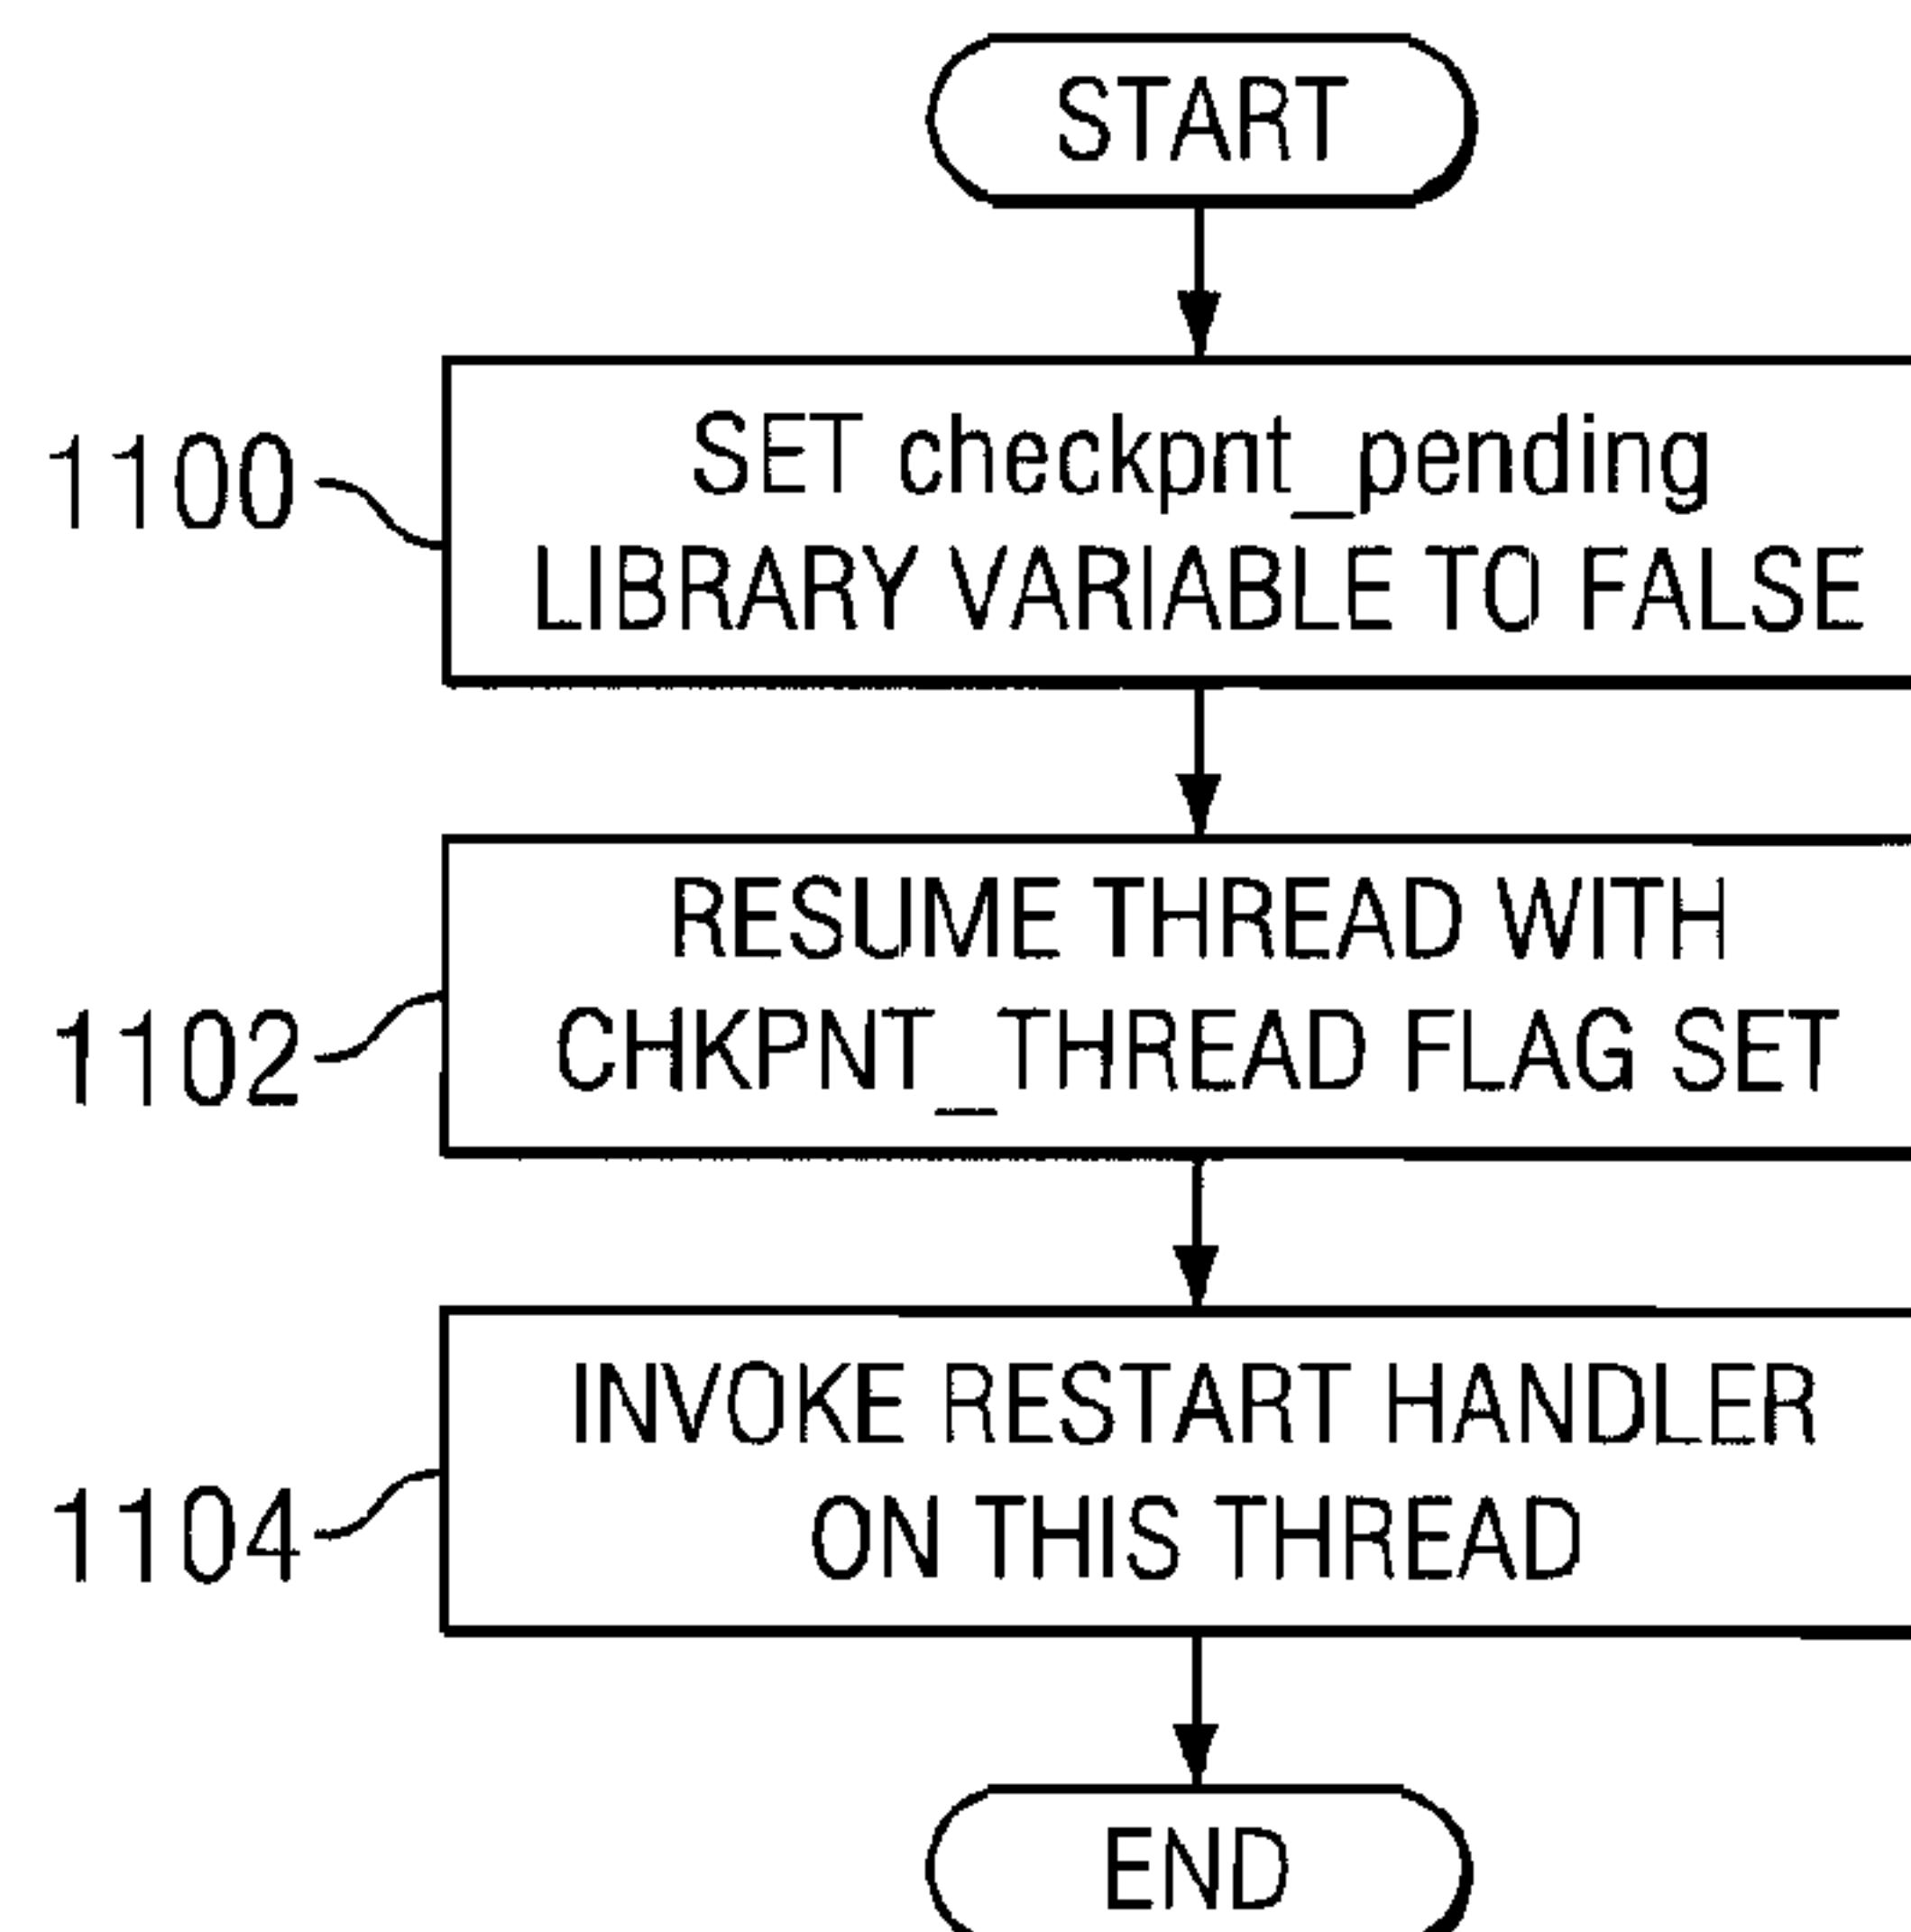 START
1100
SET checkpnt_pending
LIBRARY VARIABLE TO FALSE
1102
RESUME THREAD WITH
CHKPNT_THREAD FLAG SET
1104
INVOKE RESTART HANDLER
ON THIS THREAD
END